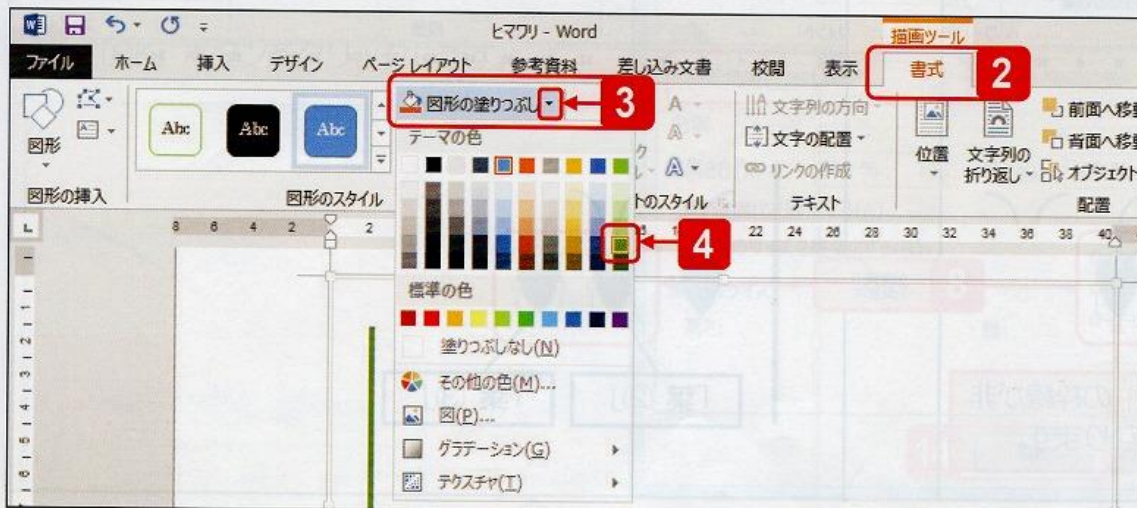 ヒマワリ - Word
描画ツール
ファイル ホーム 挿入 デザイン ページ レイアウト 参考資料 差し込み文書 校閲 表示 書式 2
図形
Abc Abc Abc
図形の塗りつぶし 3
A
文字列の方向
文字の配置
リンクの作成
位置
文字列の
折り返し
前面へ移動
背面へ移動
オブジェクト
図形の挿入 図形のスタイル トのスタイル テキスト 配置
テーマの色
4
8 6 4 2 2 22 24 26 28 30 32 34 36 38 40
標準の色
塗りつぶしなし(N)
その他の色(M)...
図(P)...
グラデーション(G)
テクスチャ(T)
1
2
3
4
5
6